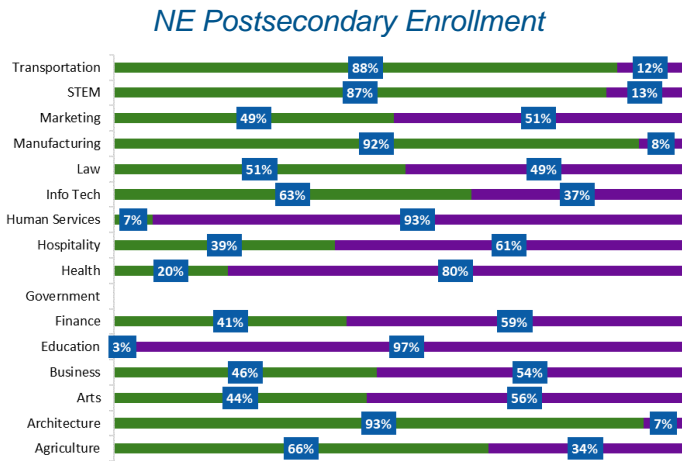 NE Postsecondary Enrollment
Transportation 88% 12%
STEM 87% 13%
Marketing 49% 51%
Manufacturing 92% 8%
Law 51% 49%
Info Tech 63% 37%
Human Services 7% 93%
Hospitality 39% 61%
Health 20% 80%
Government
Finance 41% 59%
Education 3% 97%
Business 46% 54%
Arts 44% 56%
Architecture 93% 7%
Agriculture 66% 34%